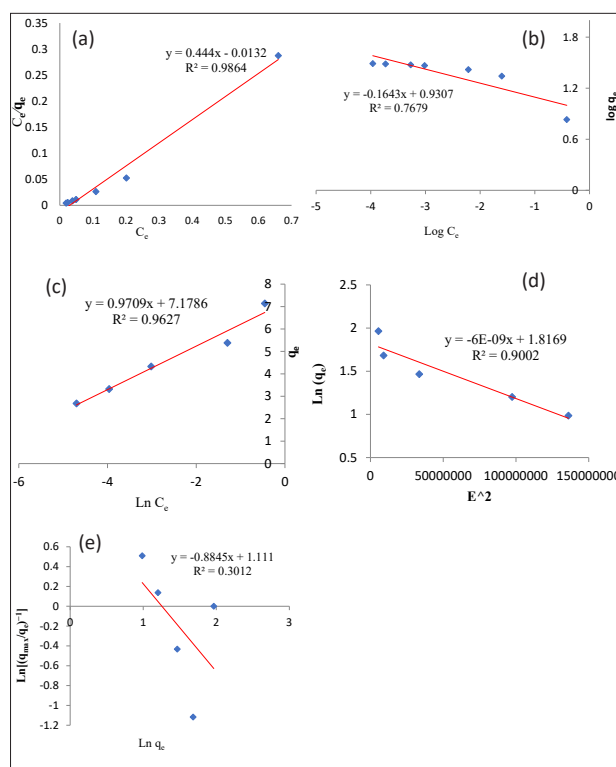 (a)
y = 0.444x - 0.0132
R² = 0.9864
Ce/qe
0.35
0.3
0.25
0.2
0.15
0.1
0.05
0
0 0.1 0.2 0.3 0.4 0.5 0.6 0.7
Ce
(b)
y = -0.1643x + 0.9307
R² = 0.7679
1.8
1.2
0.6
0
log qe
-5 -4 -3 -2 -1 0
Log Ce
(c)
y = 0.9709x + 7.1786
R² = 0.9627
8
7
6
5
4
3
2
1
0
qe
-6 -4 -2 0
Ln Ce
(d)
y = -6E-09x + 1.8169
R² = 0.9002
Ln (qe)
2.5
2
1.5
1
0.5
0 50000000 100000000 150000000
E^2
(e)
y = -0.8845x + 1.111
R² = 0.3012
Ln[(qmax/qe)⁻¹]
0.6
0.4
0.2
0
-0.2
-0.4
-0.6
-0.8
-1
-1.2
0 1 2 3
Ln qe